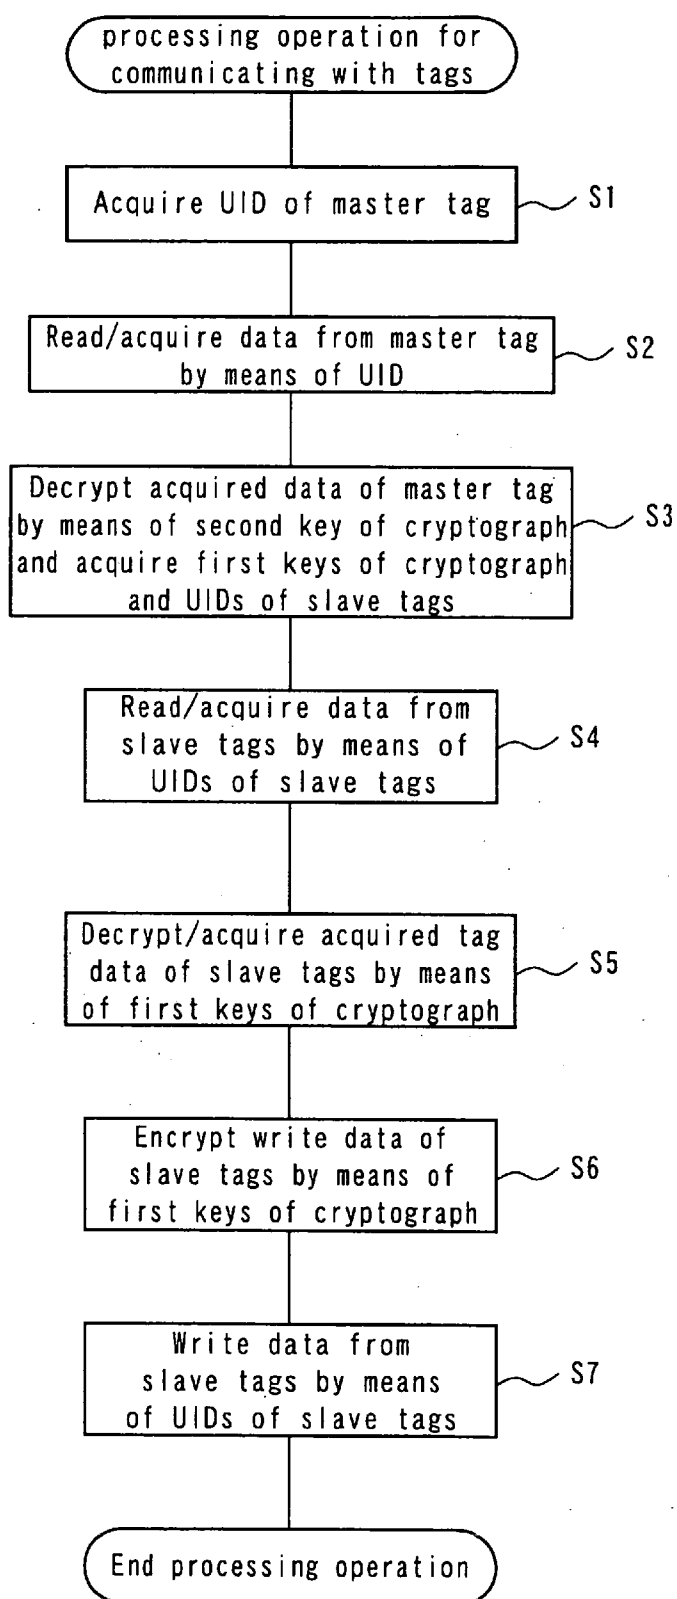 processing operation for
communicating with tags
Acquire UID of master tag
S1
Read/acquire data from master tag
by means of UID
S2
Decrypt acquired data of master tag
by means of second key of cryptograph
and acquire first keys of cryptograph
and UIDs of slave tags
S3
Read/acquire data from
slave tags by means of
UIDs of slave tags
S4
Decrypt/acquire acquired tag
data of slave tags by means
of first keys of cryptograph
S5
Encrypt write data of
slave tags by means of
first keys of cryptograph
S6
Write data from
slave tags by means
of UIDs of slave tags
S7
End processing operation